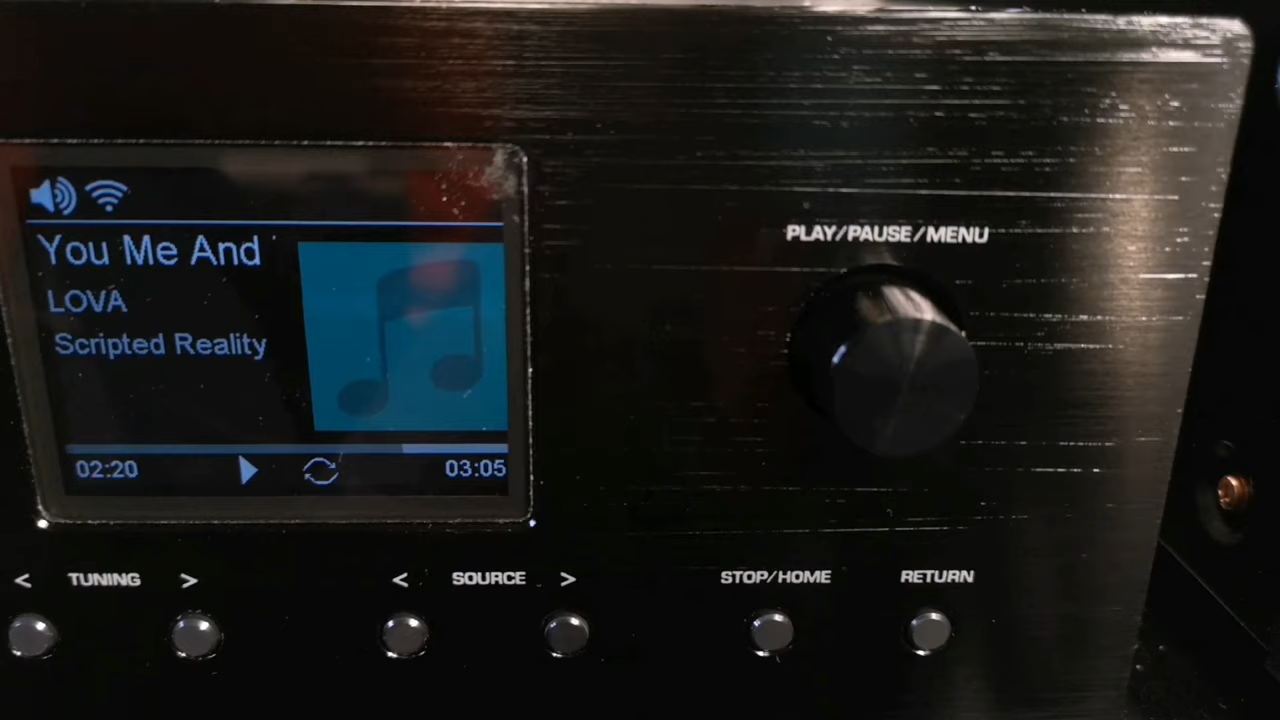 You Me And
LOVA
Scripted Reality
02:20 03:05
PLAY/PAUSE/MENU
< TUNING > < SOURCE > STOP/HOME RETURN